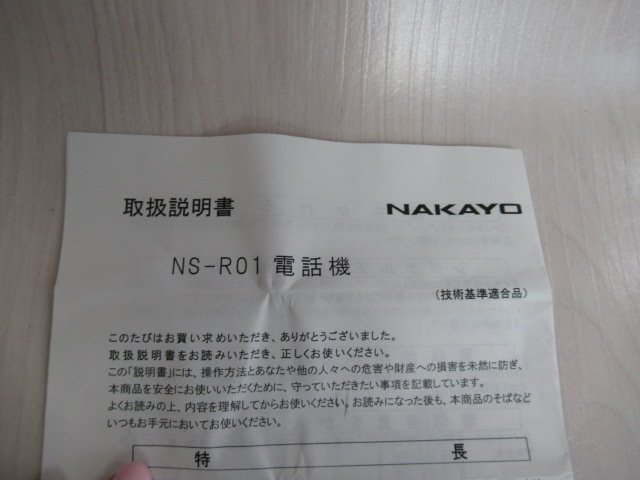 取扱説明書 NAKAYO
NS-R01 電話機
(技術基準適合品)
このたびはお買い求めいただき、ありがとうございました。
取扱説明書をお読みいただき、正しくお使いください。
この「説明書」には、操作方法とあなたや他の人々への危害や財産への損害を未然に防ぎ、
本商品を安全にお使いいただくために、守っていただきたい事項を記載しています。
よくお読みの上、内容を理解してからお使いください。お読みになった後も、本商品のそばなど
いつもお手元においてお使いください。
特 長